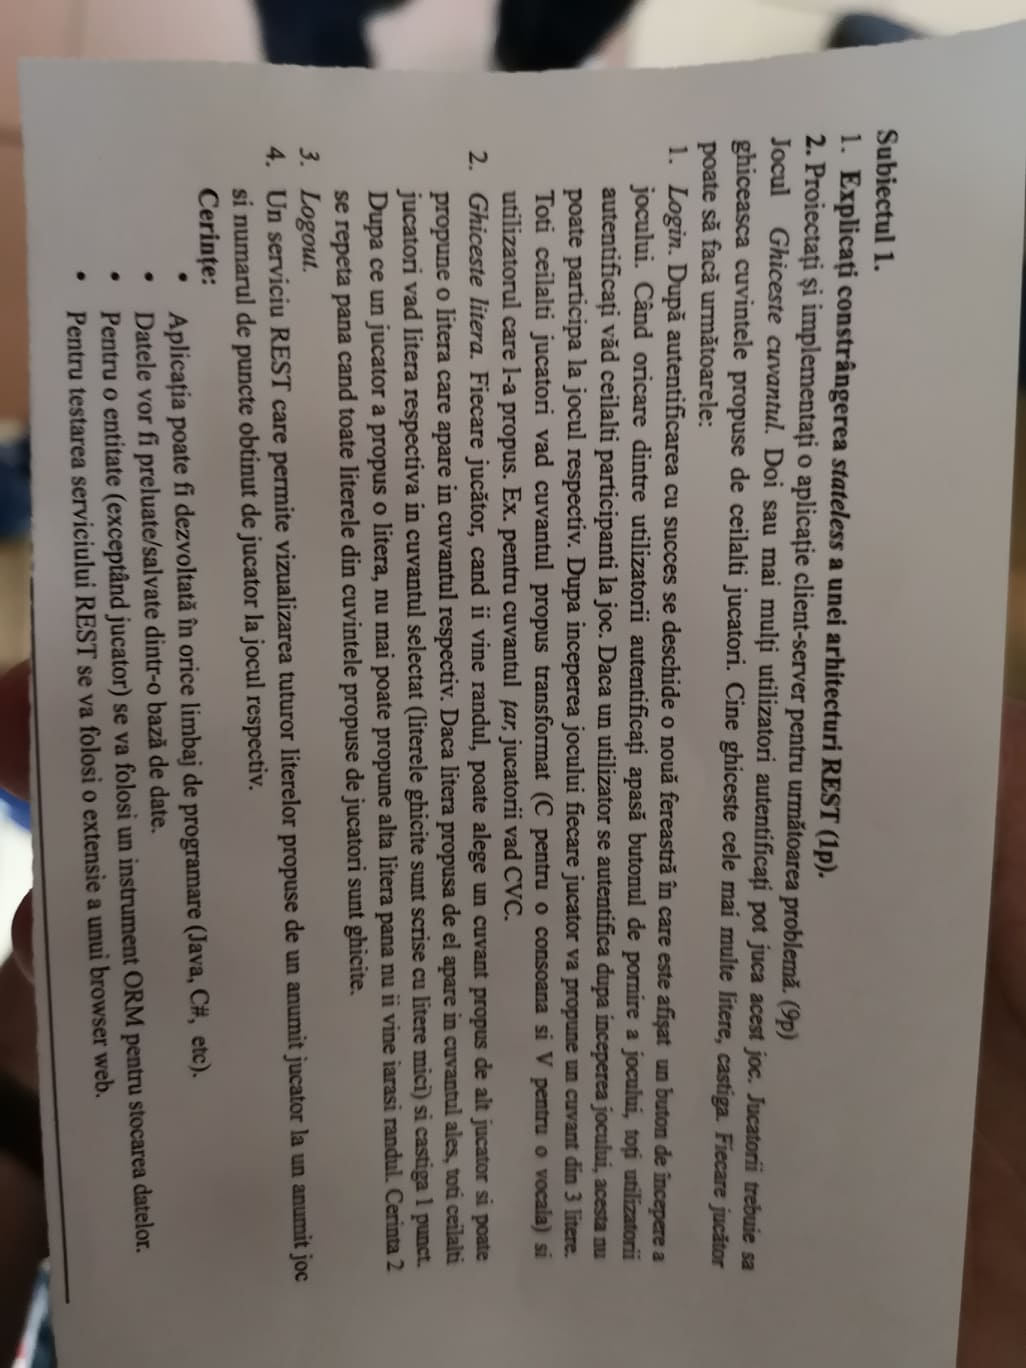 Subiectul 1.
1. Explicați constrângerea stateless a unei arhitecturi REST (1p).
2. Proiectați și implementați o aplicație client-server pentru următoarea problemă. (9p)
Jocul Ghiceste cuvantul. Doi sau mai mulți utilizatori autentificați pot juca acest joc. Jucatorii trebuie sa
ghiceasca cuvintele propuse de ceilalti jucatori. Cine ghiceste cele mai multe litere, castiga. Fiecare jucător
poate să facă următoarele:
1. Login. După autentificarea cu succes se deschide o nouă fereastră în care este afișat un buton de începere a
jocului. Când oricare dintre utilizatorii autentificați apasă butonul de pornire a jocului, toți utilizatorii
autentificați văd ceilalti participanti la joc. Daca un utilizator se autentifica dupa inceperea jocului, acesta nu
poate participa la jocul respectiv. Dupa inceperea jocului fiecare jucator va propune un cuvant din 3 litere.
Toti ceilalti jucatori vad cuvantul propus transformat (C pentru o consoana si V pentru o vocala) si
utilizatorul care l-a propus. Ex. pentru cuvantul țar, jucatorii vad CVC.
2. Ghiceste litera. Fiecare jucător, cand ii vine randul, poate alege un cuvant propus de alt jucator si poate
propune o litera care apare in cuvantul respectiv. Daca litera propusa de el apare in cuvantul ales, toti ceilalti
jucatori vad litera respectiva in cuvantul selectat (literele ghicite sunt scrise cu litere mici) si castiga 1 punct.
Dupa ce un jucator a propus o litera, nu mai poate propune alta litera pana nu ii vine iarasi randul. Cerinta 2
se repeta pana cand toate literele din cuvintele propuse de jucatori sunt ghicite.
3. Logout.
4. Un serviciu REST care permite vizualizarea tuturor literelor propuse de un anumit jucator la un anumit joc
si numarul de puncte obtinut de jucator la jocul respectiv.
Cerințe:
• Aplicația poate fi dezvoltată în orice limbaj de programare (Java, C#, etc).
• Datele vor fi preluate/salvate dintr-o bază de date.
• Pentru o entitate (exceptând jucator) se va folosi un instrument ORM pentru stocarea datelor.
• Pentru testarea serviciului REST se va folosi o extensie a unui browser web.